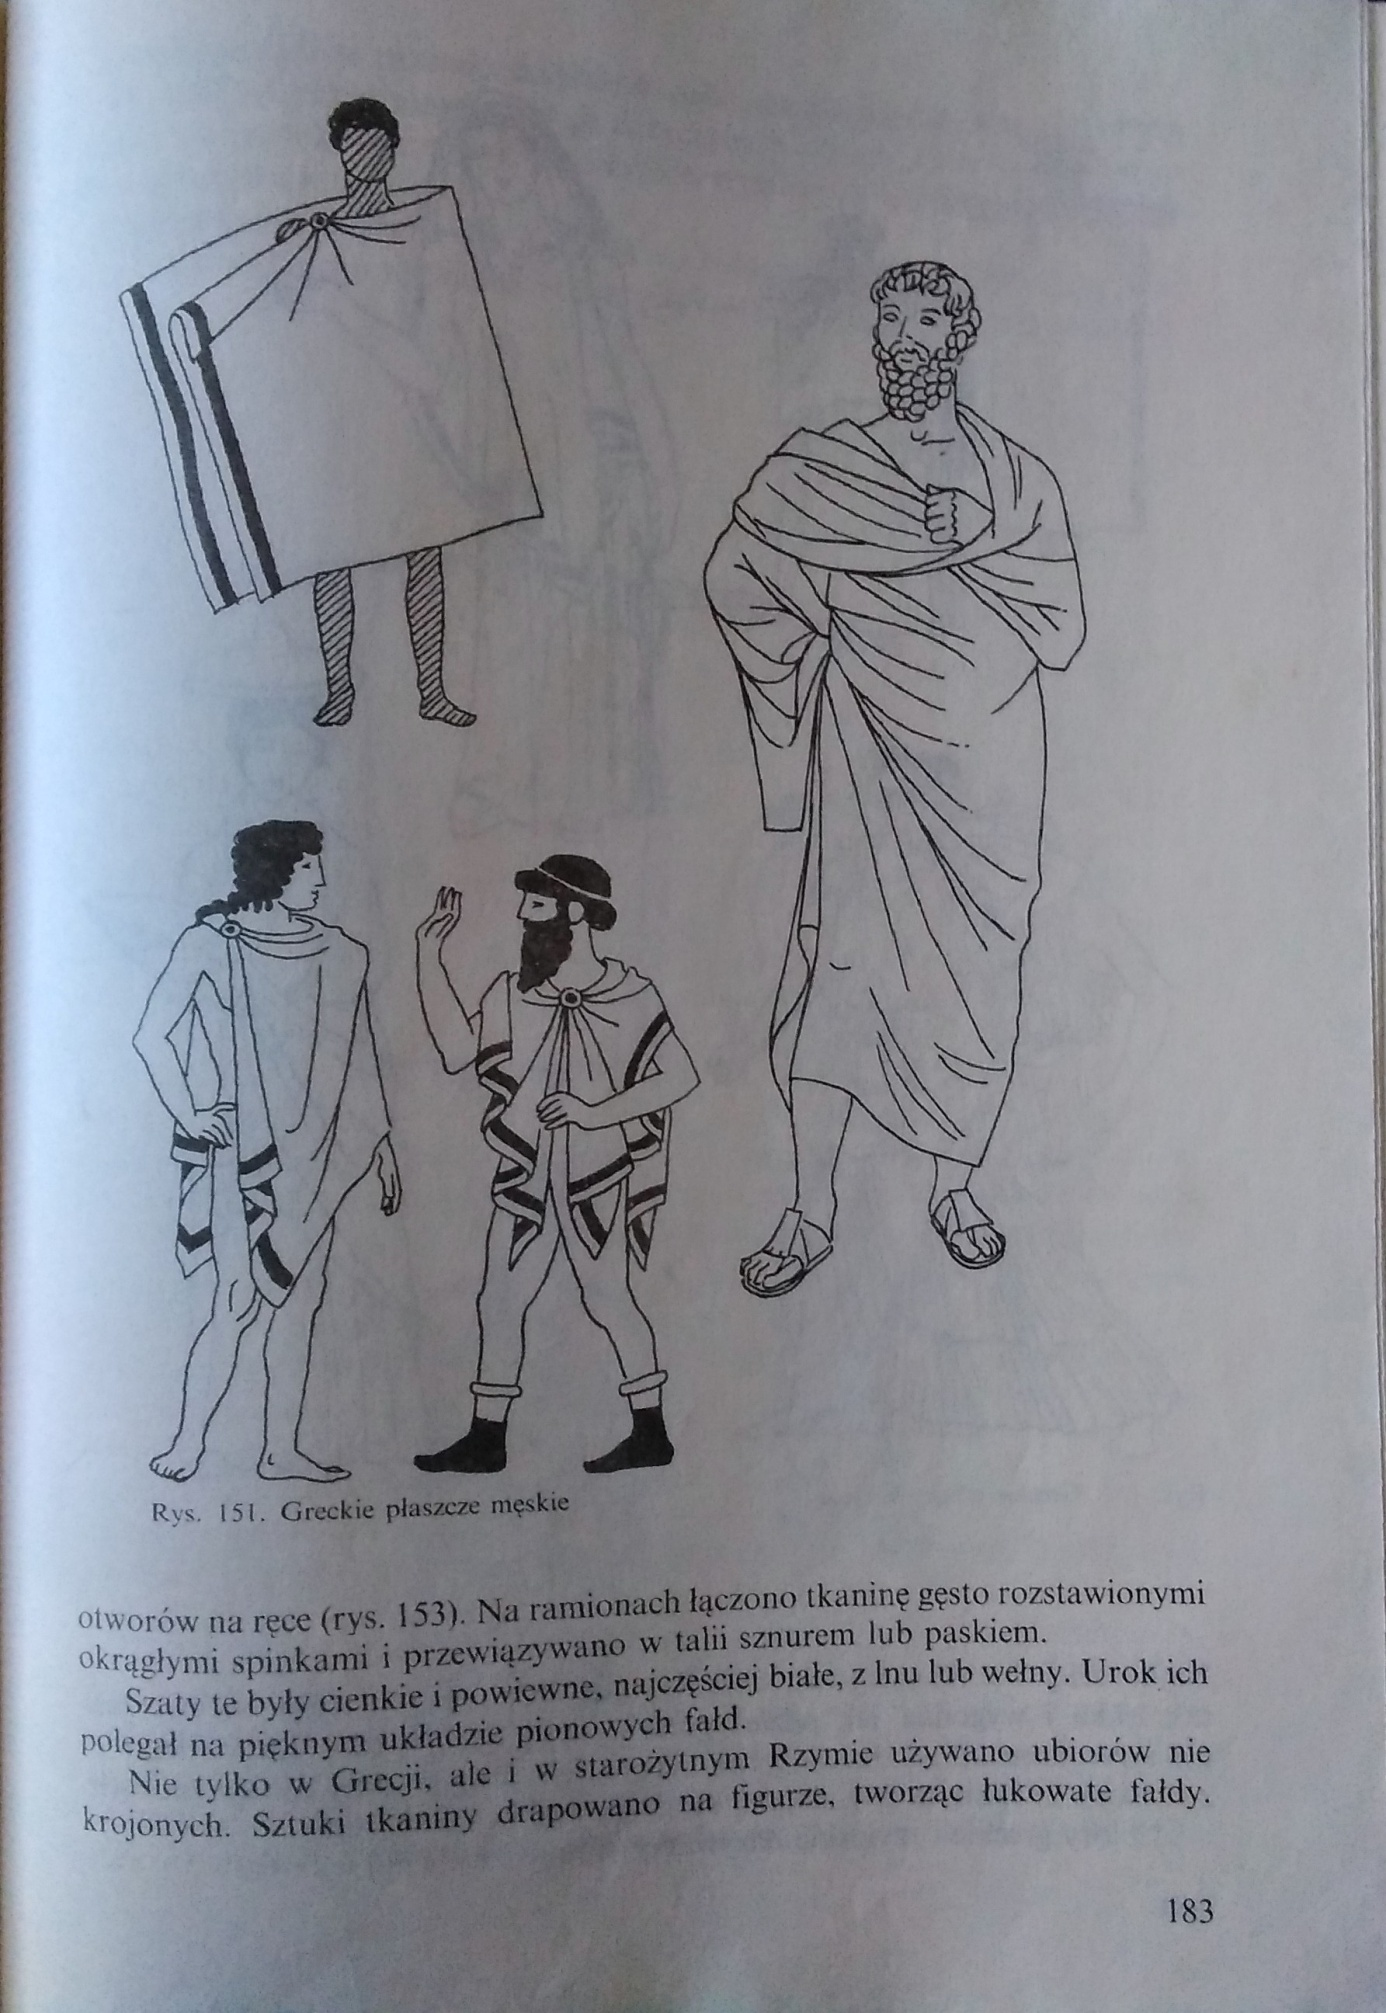 Rys. 151. Greckie płaszcze męskie
otworów na ręce (rys. 153). Na ramionach łączono tkaninę gęsto rozstawionymi
okrągłymi spinkami i przewiązywano w talii sznurem lub paskiem.
Szaty te były cienkie i powiewne, najczęściej białe, z lnu lub wełny. Urok ich
polegał na pięknym układzie pionowych fałd.
Nie tylko w Grecji, ale i w starożytnym Rzymie używano ubiorów nie
krojonych. Sztuki tkaniny drapowano na figurze, tworząc łukowate fałdy.
183